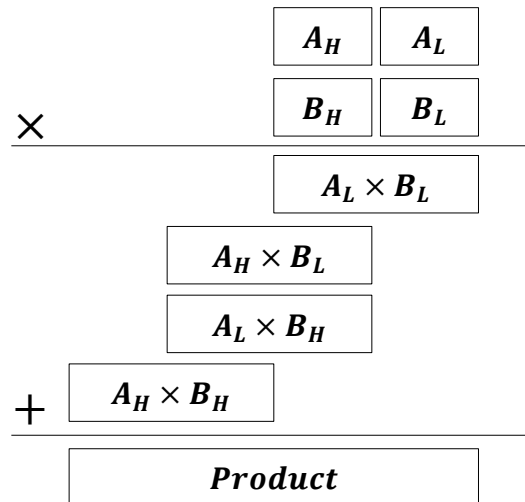 A_H A_L
× B_H B_L
A_L × B_L
A_H × B_L
A_L × B_H
+ A_H × B_H
Product